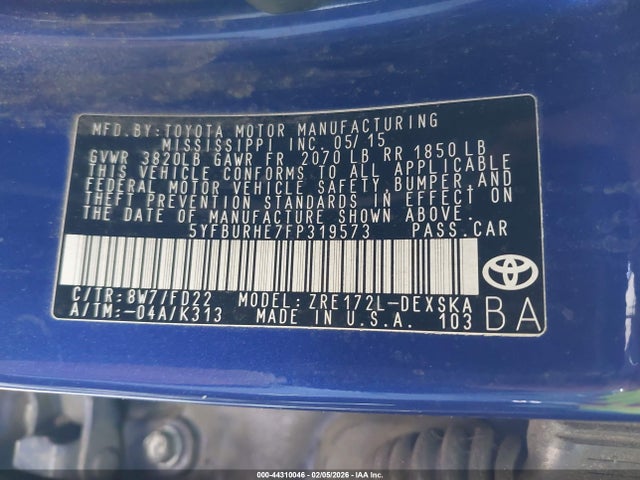 MFD. BY: TOYOTA MOTOR MANUFACTURING
MISSISSIPPI INC. 05/15
GVWR 3820LB GAWR FR 2070 LB RR 1850 LB
THIS VEHICLE CONFORMS TO ALL APPLICABLE
FEDERAL MOTOR VEHICLE SAFETY, BUMPER, AND
THEFT PREVENTION STANDARDS IN EFFECT ON
THE DATE OF MANUFACTURE SHOWN ABOVE.
5YFBURHE7FP319573 PASS. CAR
C/TR: 8W7/FD22 MODEL: ZRE172L-DEXSKA
A/TM: -04A/K313 MADE IN U.S.A. 103
BA
000-44310046 - 02/05/2026 - IAA Inc.